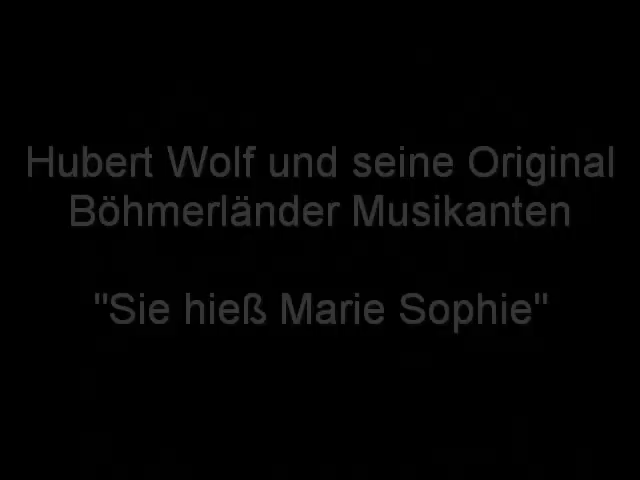 Hubert Wolf und seine Original
Böhmerländer Musikanten
"Sie hieß Marie Sophie"